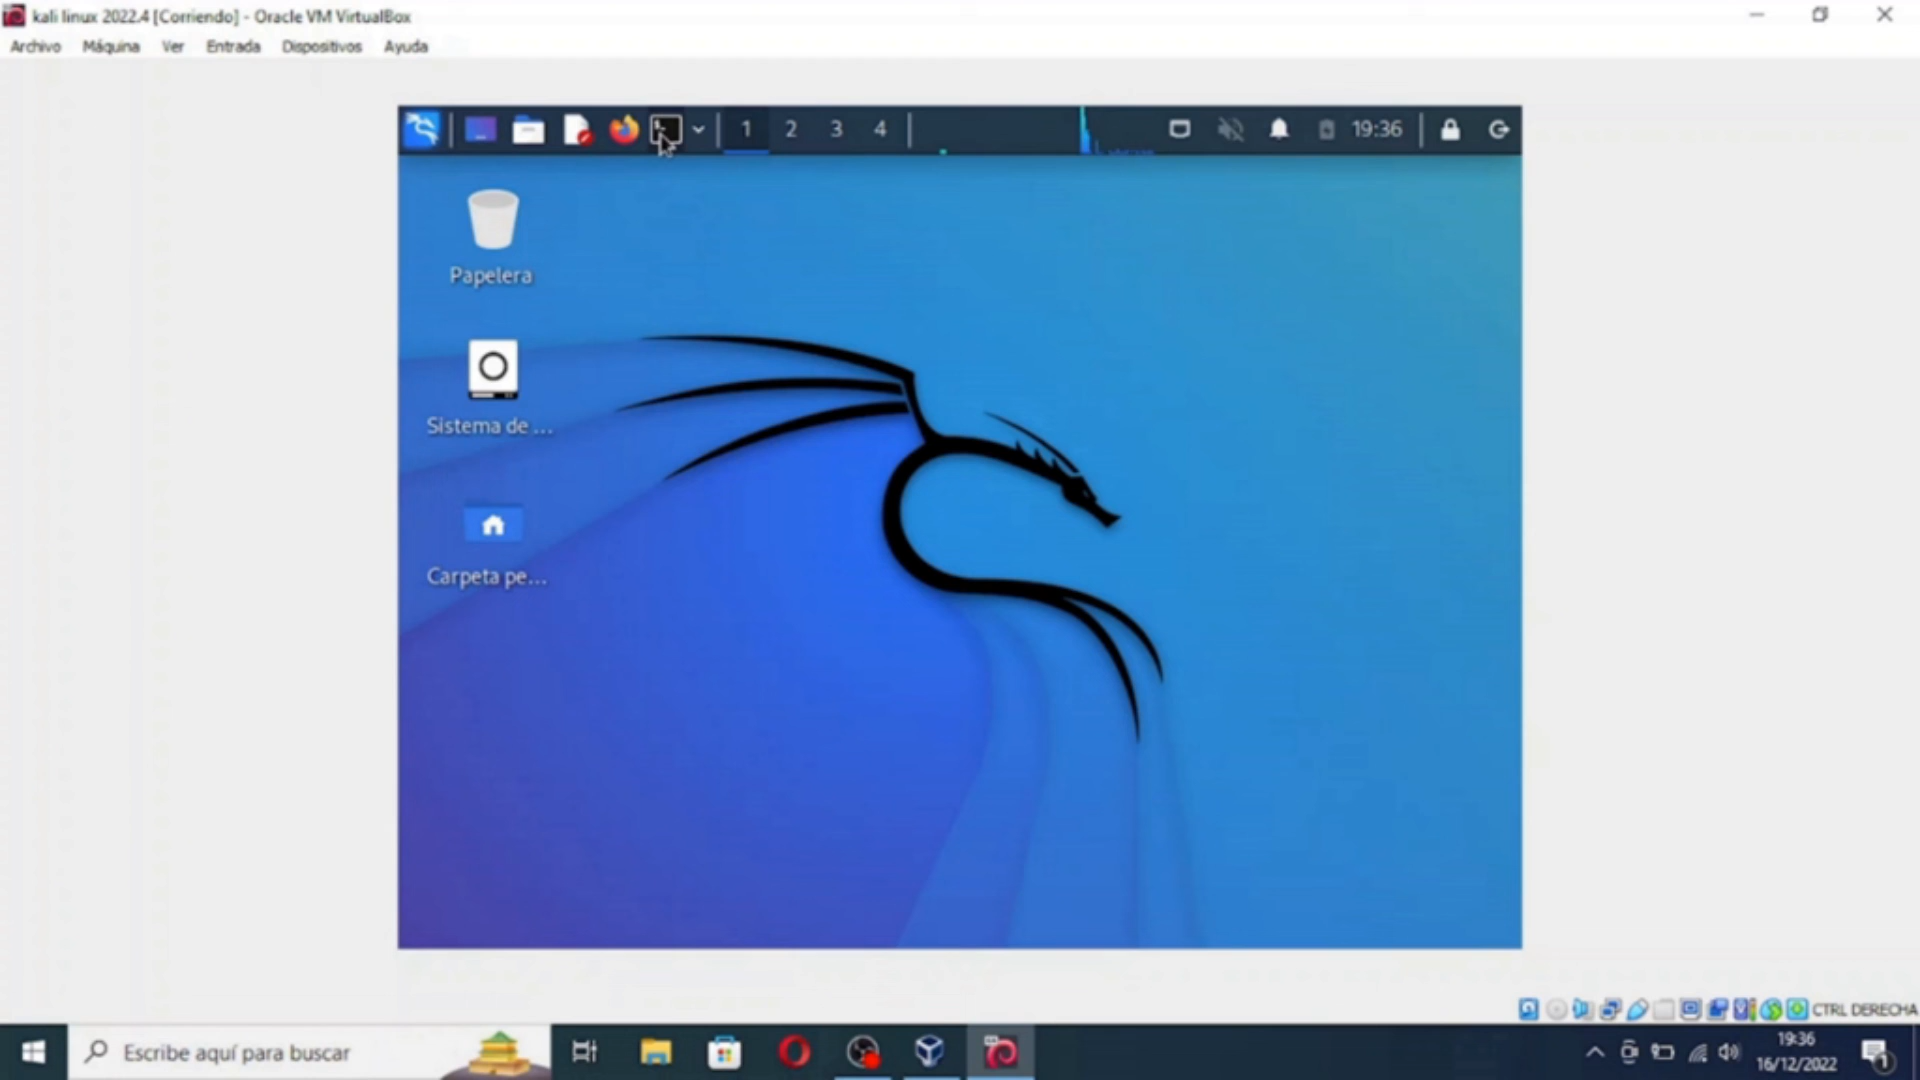 kali linux 2022.4 [Corriendo] - Oracle VM VirtualBox
Archivo Máquina Ver Entrada Dispositivos Ayuda
1 2 3 4 19:36
Papelera
Sistema de ...
Carpeta pe...
CTRL DERECHA
Escribe aquí para buscar
19:36
16/12/2022
1